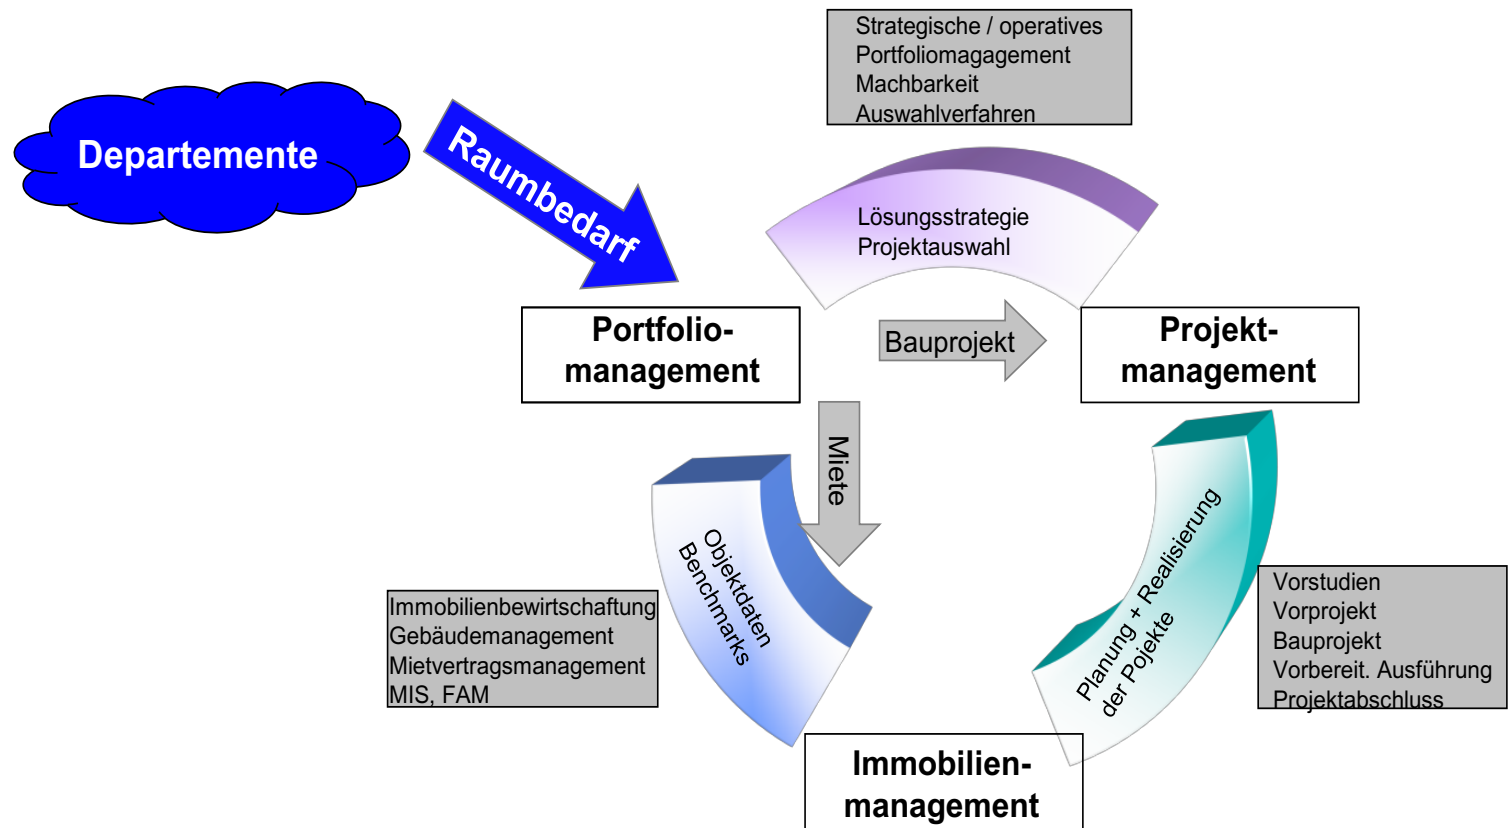 Strategische / operatives
Portfoliomagagement
Machbarkeit
Auswahlverfahren
Departemente
Raumbedarf
Lösungsstrategie
Projektauswahl
Portfolio-
management
Bauprojekt
Projekt-
management
Miete
Objektdaten
Benchmarks
Planung + Realisierung
der Pojekte
Immobilienbewirtschaftung
Gebäudemanagement
Mietvertragsmanagement
MIS, FAM
Vorstudien
Vorprojekt
Bauprojekt
Vorbereit. Ausführung
Projektabschluss
Immobilien-
management